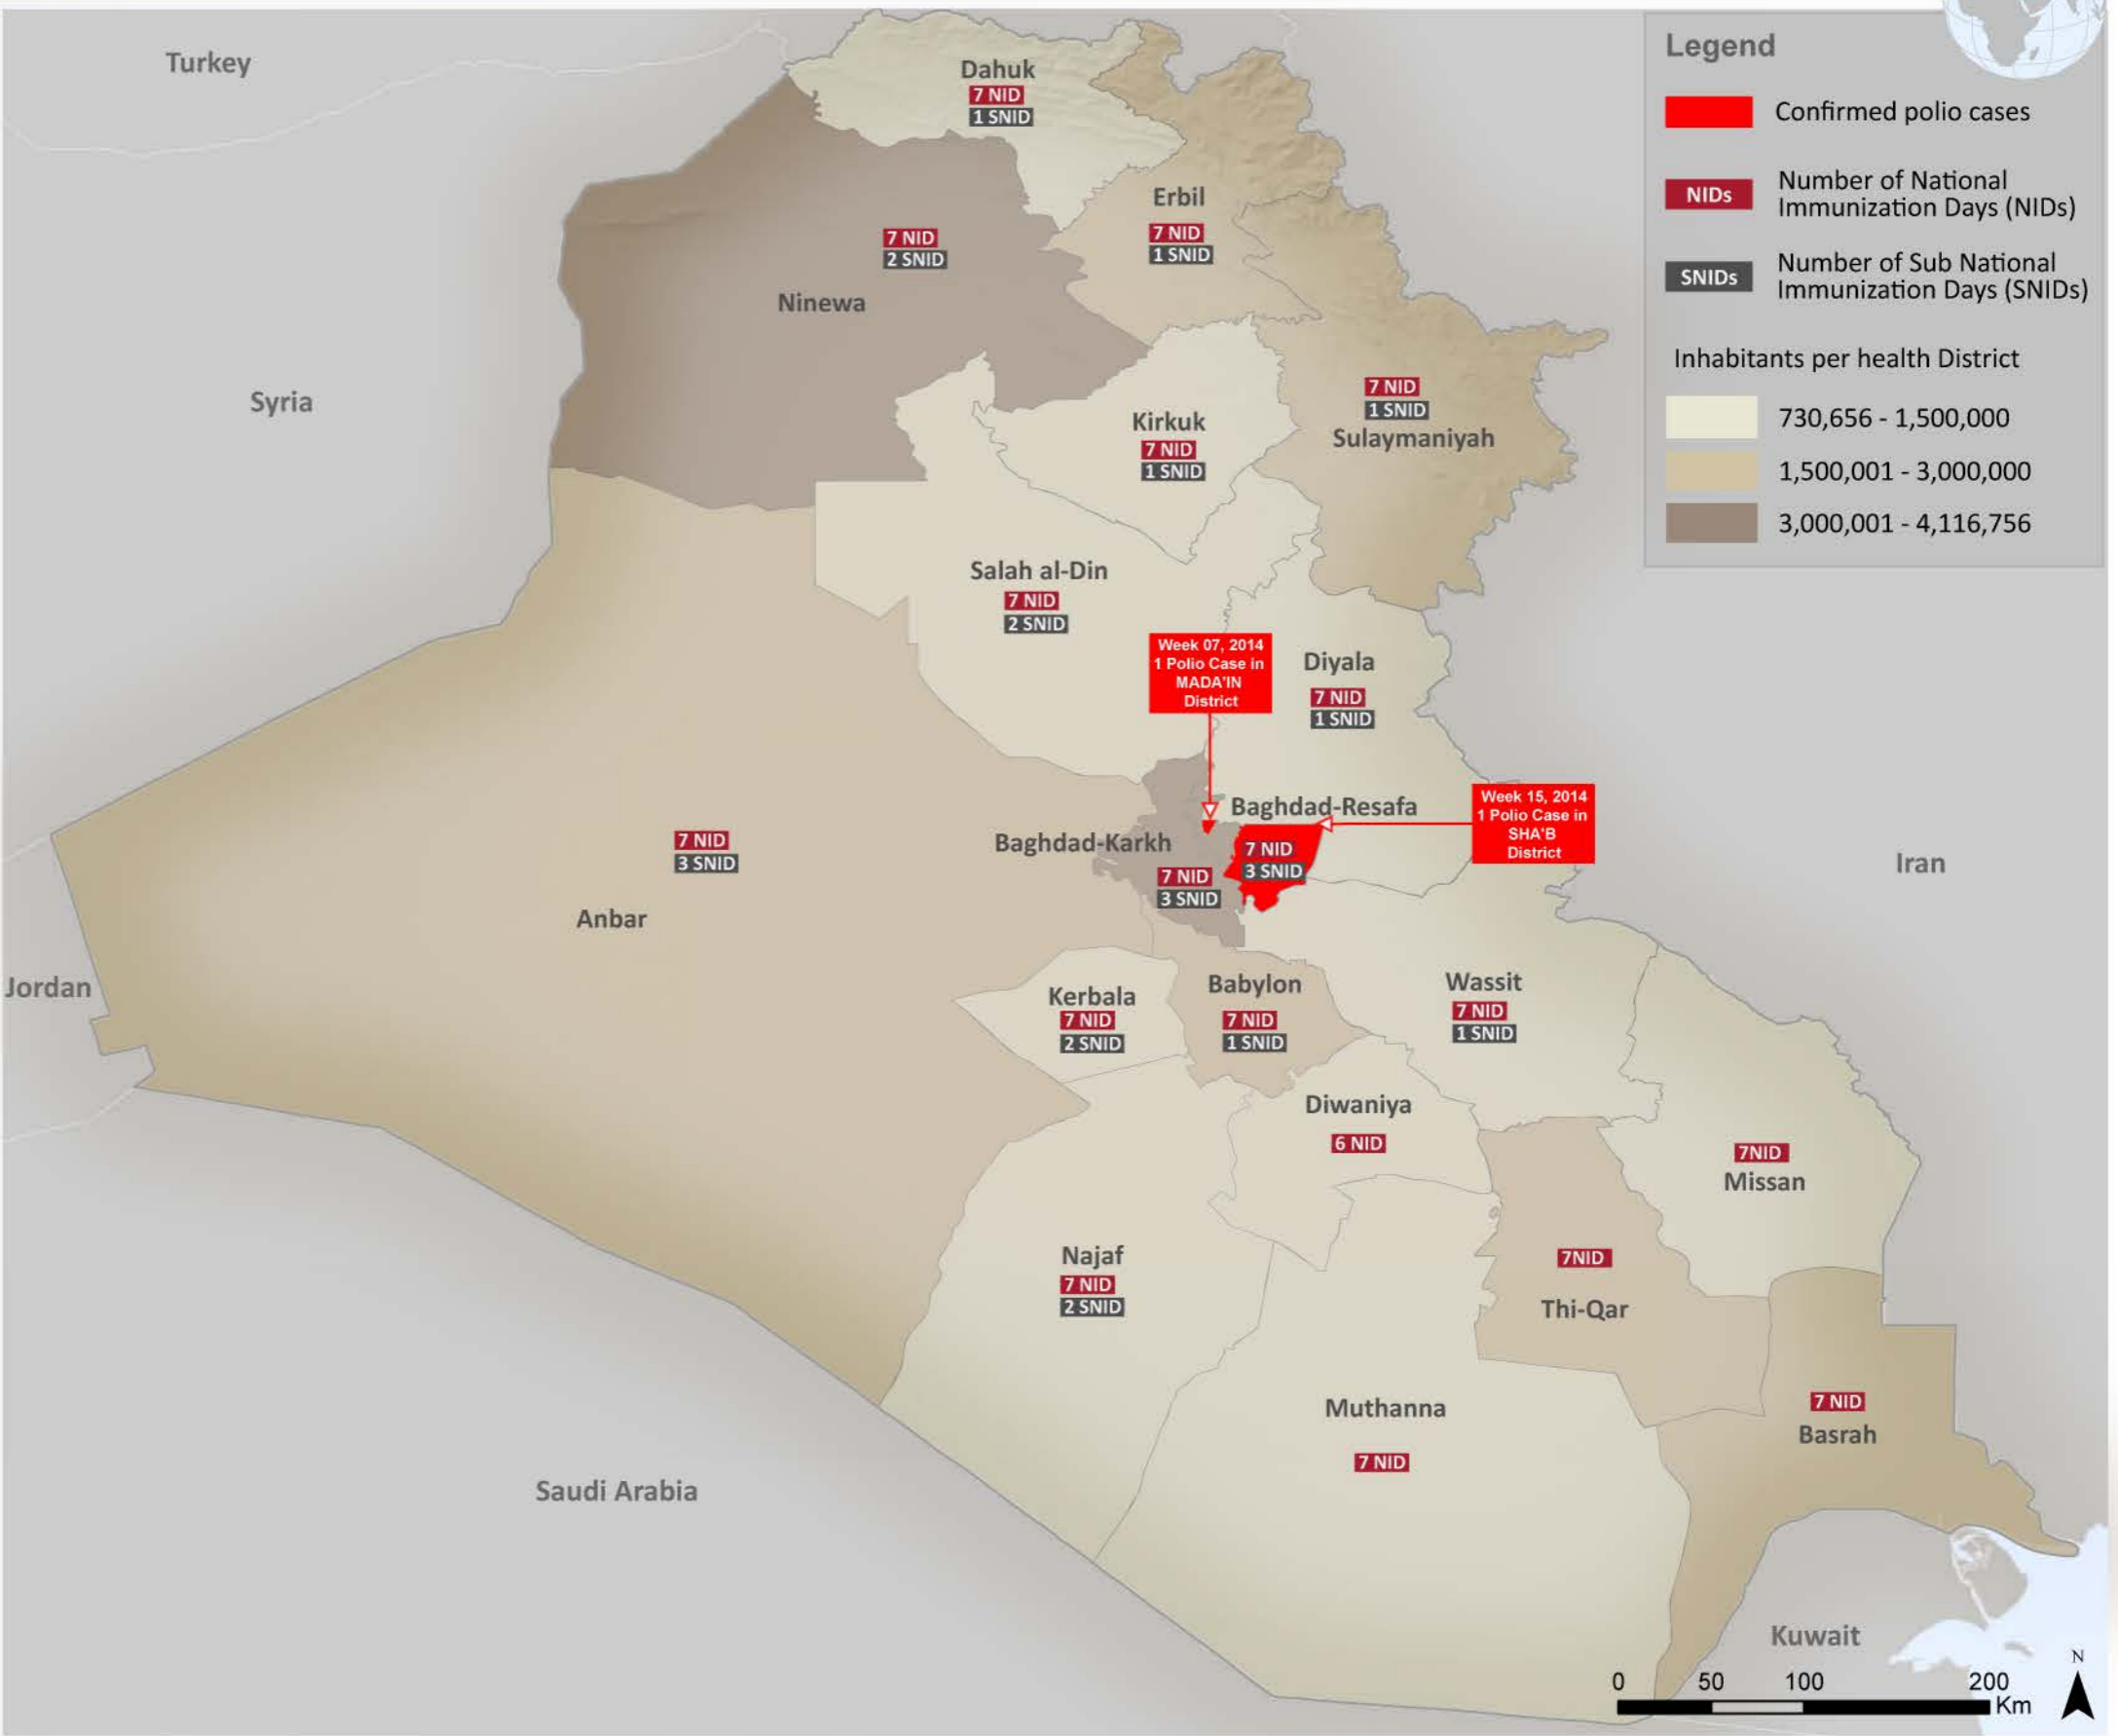 Turkey
Dahuk
7 NID
1 SNID
Erbil
7 NID
1 SNID
7 NID
2 SNID
Ninewa
Syria
Kirkuk
7 NID
1 SNID
7 NID
1 SNID
Sulaymaniyah
Salah al-Din
7 NID
2 SNID
Week 07, 2014
1 Polio Case in
MADA'IN
District
Diyala
7 NID
1 SNID
Baghdad-Resafa
7 NID
3 SNID
Week 15, 2014
1 Polio Case in
SHA'B
District
Baghdad-Karkh
7 NID
3 SNID
7 NID
3 SNID
Anbar
Iran
Jordan
Kerbala
7 NID
2 SNID
Babylon
7 NID
1 SNID
Wassit
7 NID
1 SNID
Diwaniya
6 NID
7NID
Missan
Najaf
7 NID
2 SNID
7NID
Thi-Qar
Muthanna
7 NID
7 NID
Basrah
Saudi Arabia
Kuwait
Legend
Confirmed polio cases
NIDs
Number of National
Immunization Days (NIDs)
SNIDs
Number of Sub National
Immunization Days (SNIDs)
Inhabitants per health District
730,656 - 1,500,000
1,500,001 - 3,000,000
3,000,001 - 4,116,756
0 50 100 200
Km
N